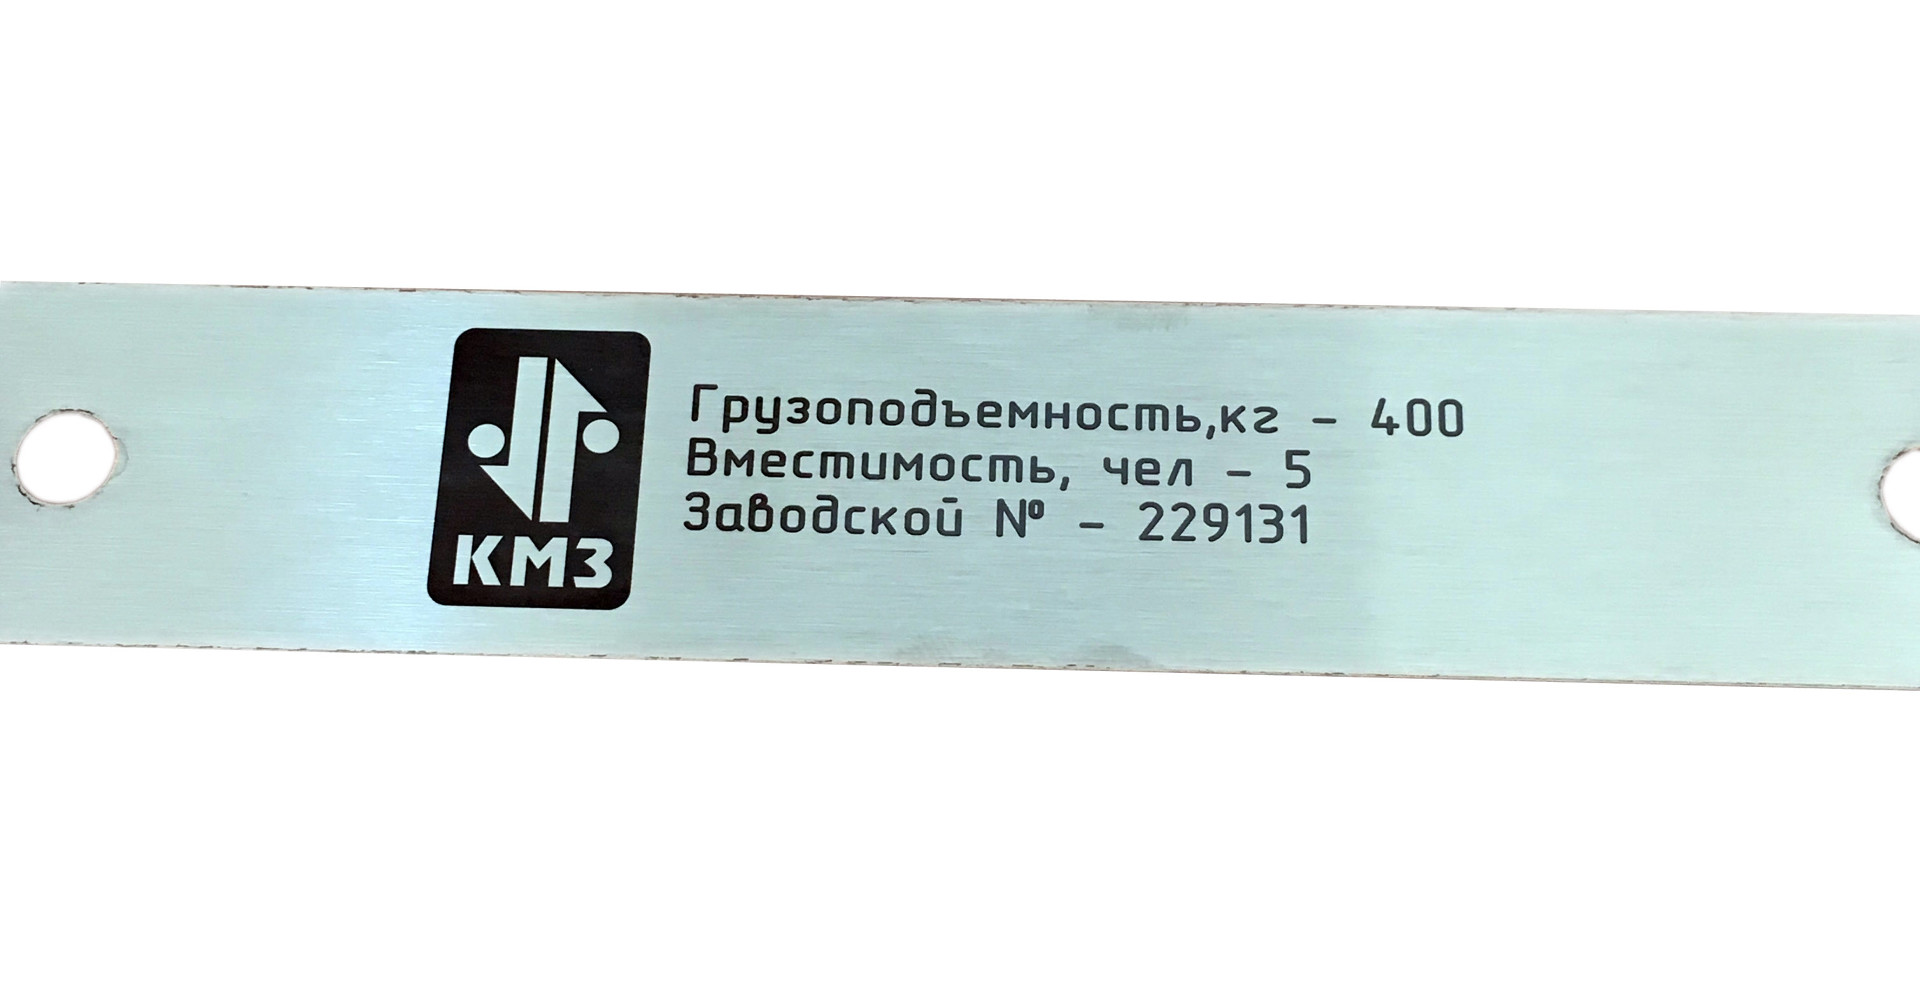 КМЗ
Грузоподъемность,кг – 400
Вместимость, чел – 5
Заводской № – 229131